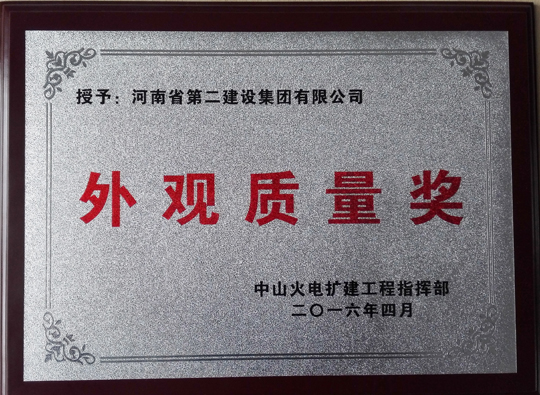 授予：河南省第二建设集团有限公司
外观质量奖
中山火电扩建工程指挥部
二〇一六年四月